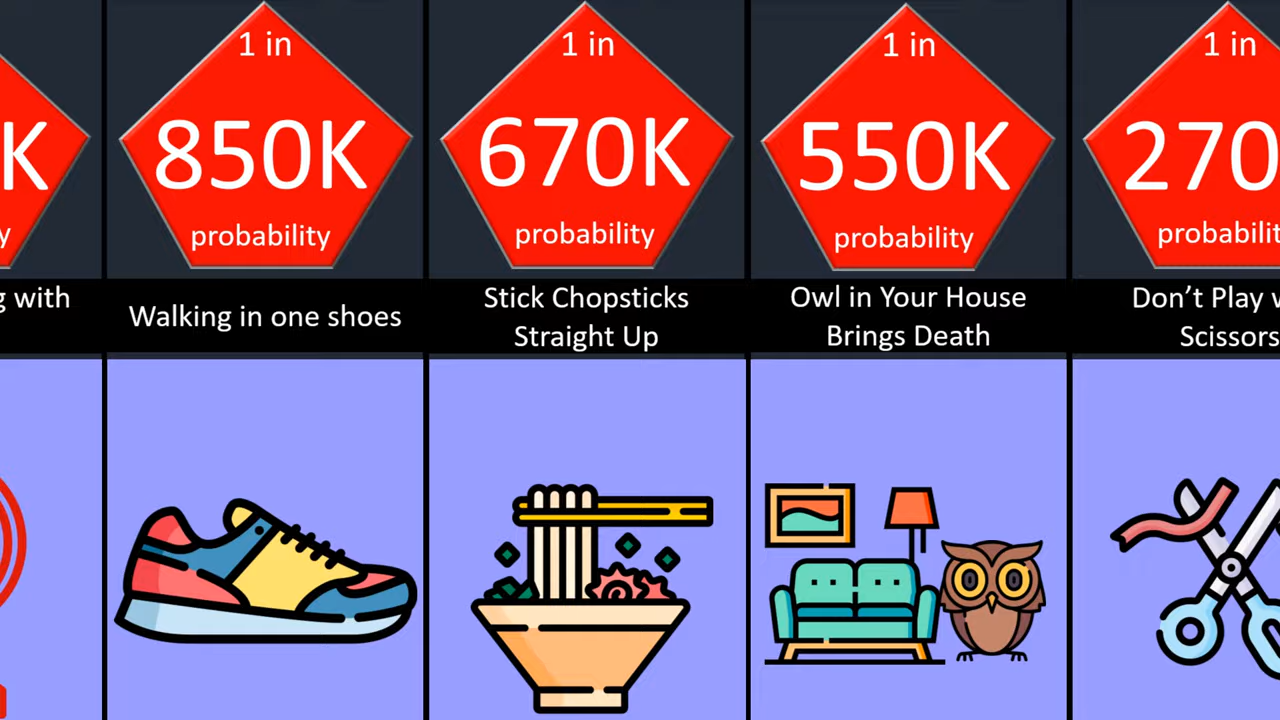 K
y
g with
1 in
850K
probability
Walking in one shoes
1 in
670K
probability
Stick Chopsticks
Straight Up
1 in
550K
probability
Owl in Your House
Brings Death
1 in
270
probabilit
Don’t Play
Scissors